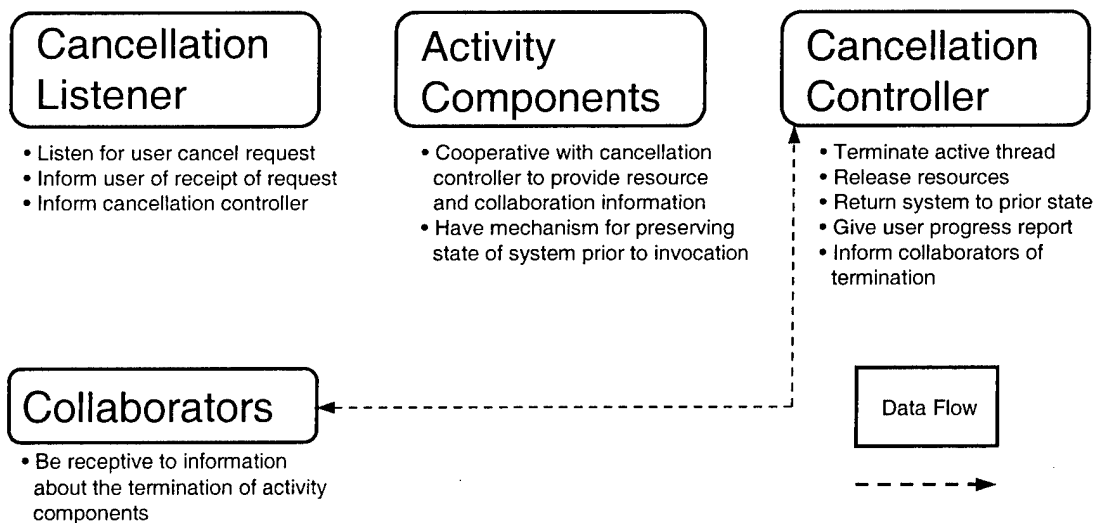 Cancellation
Listener
• Listen for user cancel request
• Inform user of receipt of request
• Inform cancellation controller
Activity
Components
• Cooperative with cancellation
controller to provide resource
and collaboration information
• Have mechanism for preserving
state of system prior to invocation
Cancellation
Controller
• Terminate active thread
• Release resources
• Return system to prior state
• Give user progress report
• Inform collaborators of
termination
Collaborators
• Be receptive to information
about the termination of activity
components
Data Flow